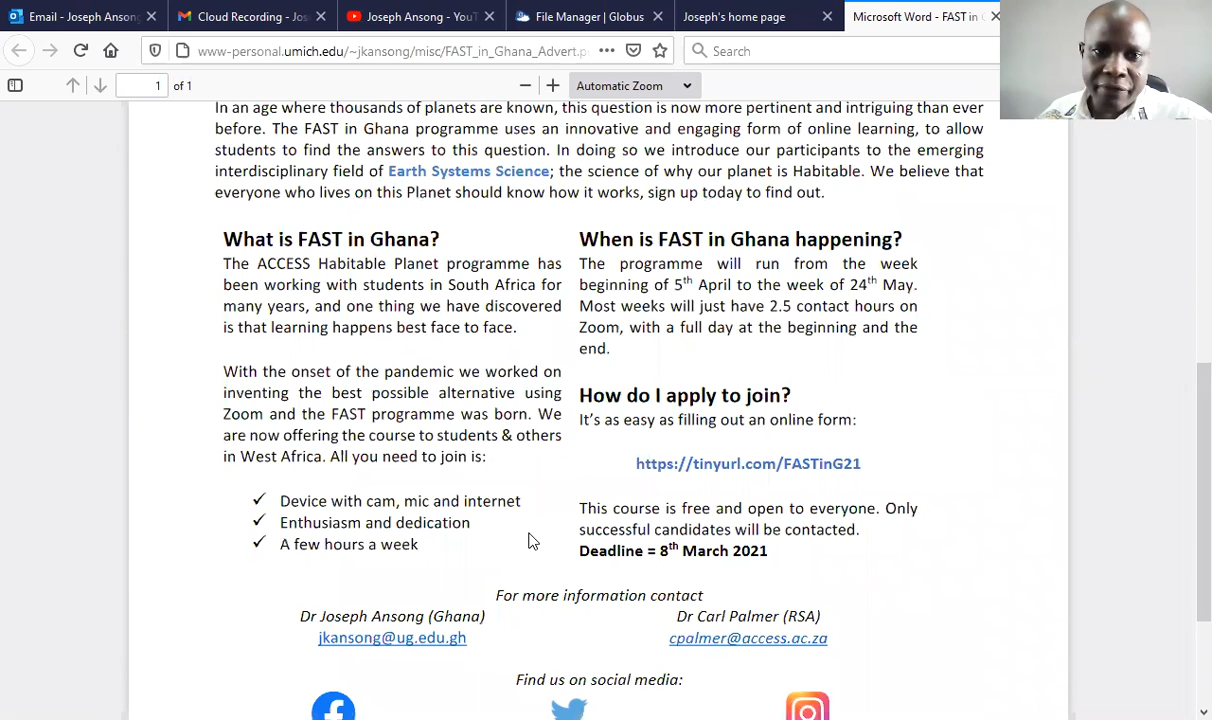 Email - Joseph Ansong
Cloud Recording - Jos
Joseph Ansong - YouT
File Manager | Globus
Joseph's home page
Microsoft Word - FAST in G
www-personal.umich.edu/~jkansong/misc/FAST_in_Ghana_Advert.p
Search
1 of 1
Automatic Zoom
In an age where thousands of planets are known, this question is now more pertinent and intriguing than ever
before. The FAST in Ghana programme uses an innovative and engaging form of online learning, to allow
students to find the answers to this question. In doing so we introduce our participants to the emerging
interdisciplinary field of Earth Systems Science; the science of why our planet is Habitable. We believe that
everyone who lives on this Planet should know how it works, sign up today to find out.
What is FAST in Ghana?
The ACCESS Habitable Planet programme has
been working with students in South Africa for
many years, and one thing we have discovered
is that learning happens best face to face.
With the onset of the pandemic we worked on
inventing the best possible alternative using
Zoom and the FAST programme was born. We
are now offering the course to students & others
in West Africa. All you need to join is:
✓ Device with cam, mic and internet
✓ Enthusiasm and dedication
✓ A few hours a week
When is FAST in Ghana happening?
The programme will run from the week
beginning of 5th April to the week of 24th May.
Most weeks will just have 2.5 contact hours on
Zoom, with a full day at the beginning and the
end.
How do I apply to join?
It's as easy as filling out an online form:
https://tinyurl.com/FASTinG21
This course is free and open to everyone. Only
successful candidates will be contacted.
Deadline = 8th March 2021
For more information contact
Dr Joseph Ansong (Ghana)
jkansong@ug.edu.gh
Dr Carl Palmer (RSA)
cpalmer@access.ac.za
Find us on social media: